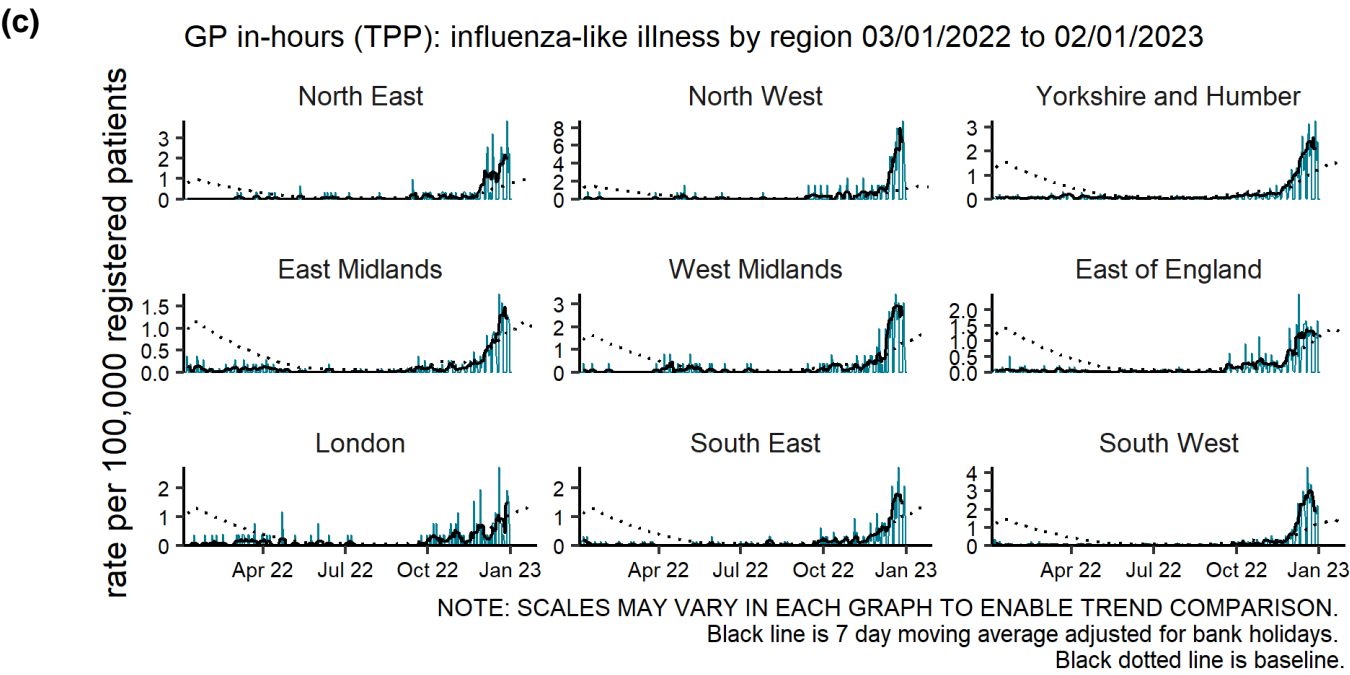 (c)
GP in-hours (TPP): influenza-like illness by region 03/01/2022 to 02/01/2023
rate per 100,000 registered patients
North East
3
2
1
0
North West
8
6
4
2
0
Yorkshire and Humber
3
2
1
0
East Midlands
1.5
1.0
0.5
0.0
West Midlands
3
2
1
0
East of England
2.0
1.5
1.0
0.5
0.0
London
2
1
0
South East
2
1
0
South West
4
3
2
1
0
Apr 22 Jul 22 Oct 22 Jan 23
Apr 22 Jul 22 Oct 22 Jan 23
Apr 22 Jul 22 Oct 22 Jan 23
NOTE: SCALES MAY VARY IN EACH GRAPH TO ENABLE TREND COMPARISON.
Black line is 7 day moving average adjusted for bank holidays.
Black dotted line is baseline.